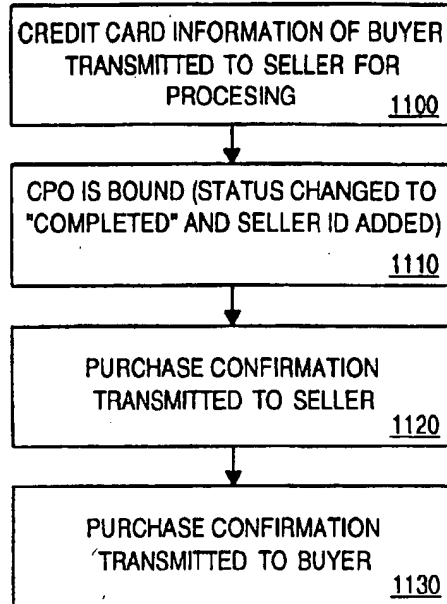 CREDIT CARD INFORMATION OF BUYER
TRANSMITTED TO SELLER FOR
PROCESING
1100
CPO IS BOUND (STATUS CHANGED TO
"COMPLETED" AND SELLER ID ADDED)
1110
PURCHASE CONFIRMATION
TRANSMITTED TO SELLER
1120
PURCHASE CONFIRMATION
TRANSMITTED TO BUYER
1130